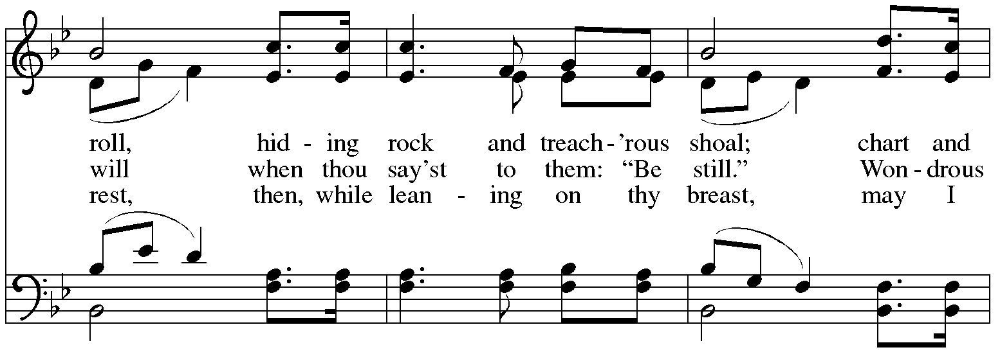 roll, hid - ing rock and treach - ’rous shoal; chart and
will when thou say’st to them: “Be still.” Won - drous
rest, then, while lean - ing on thy breast, may I